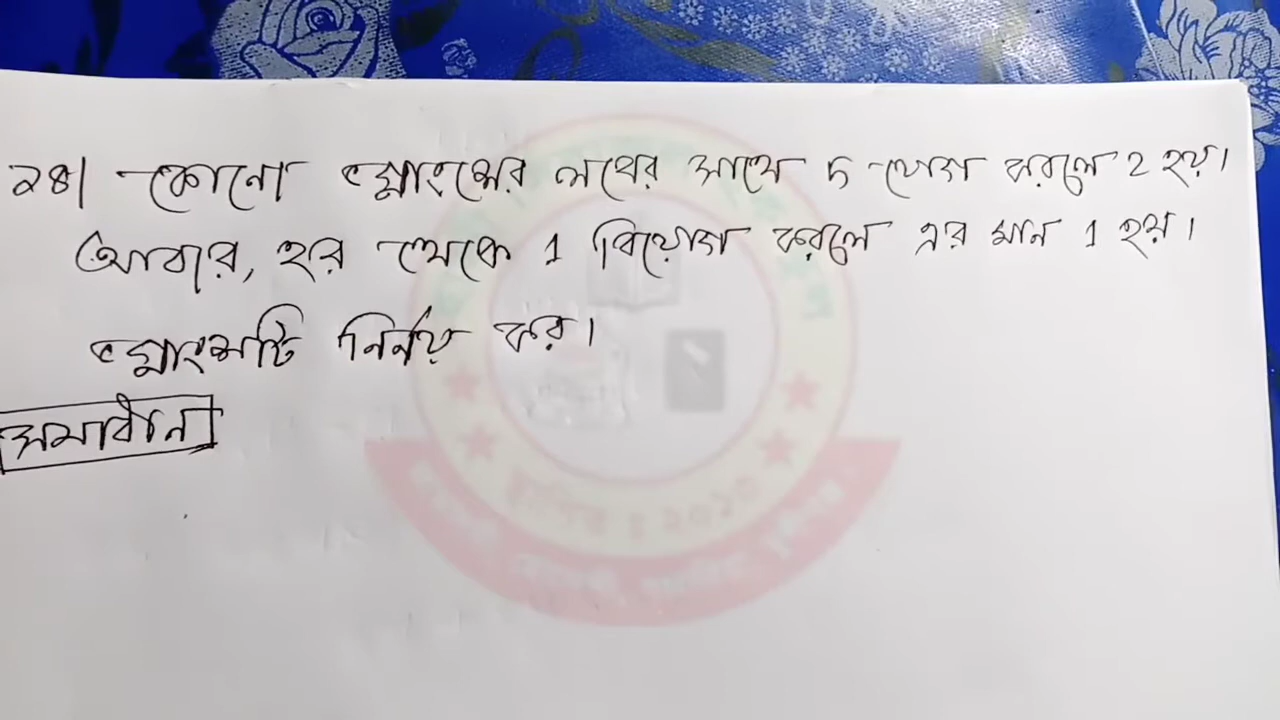 ২৪। কোনো ভগ্নাংশের লবের সাথে 5 যোগ করলে 2 হয়।
আবার, হর থেকে 1 বিয়োগ করলে এর মান 1 হয়।
ভগ্নাংশটি নির্ণয় কর।
সমাধান